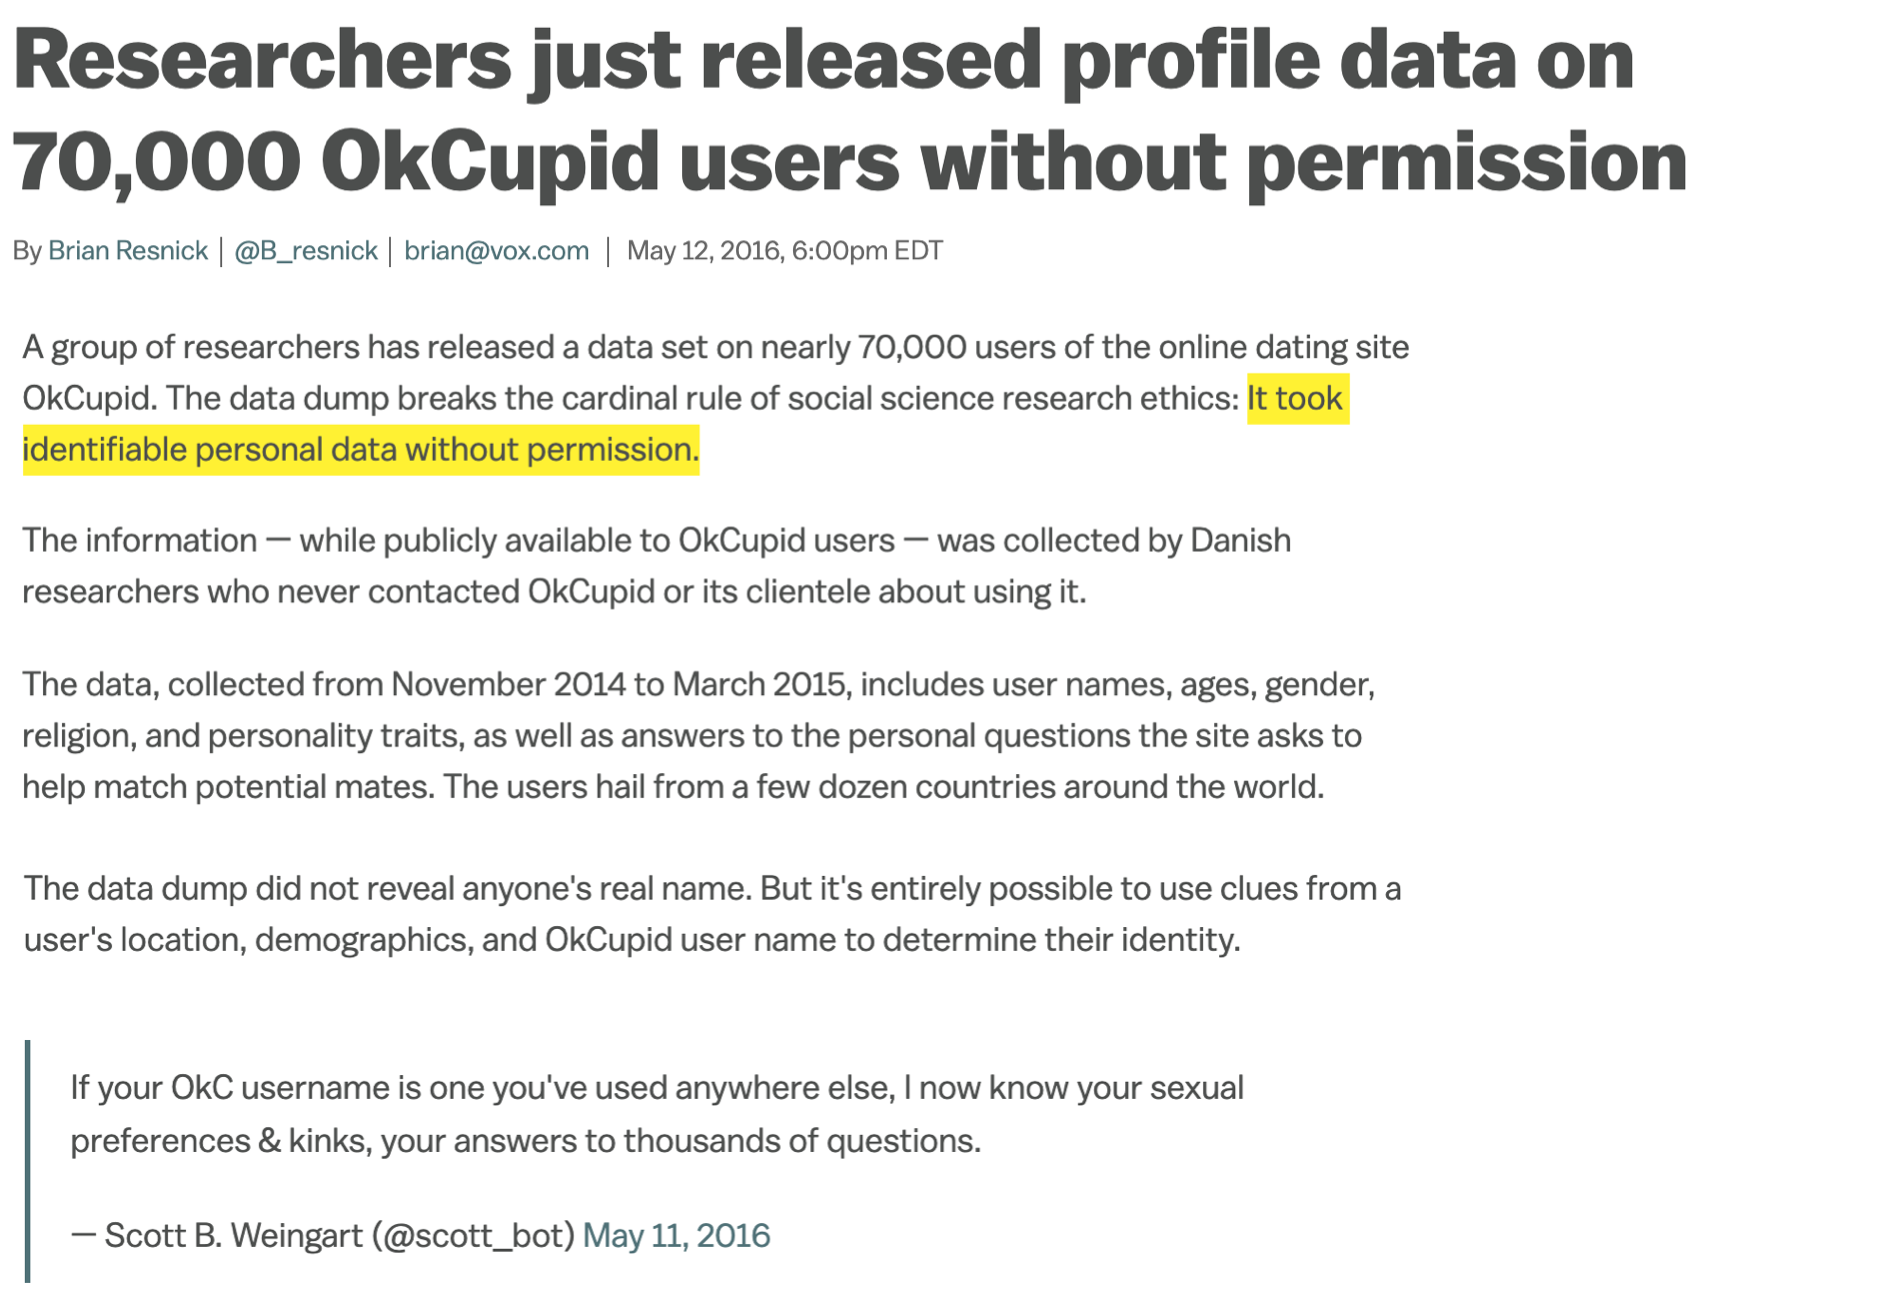 Researchers just released profile data on
70,000 OkCupid users without permission
By Brian Resnick | @B_resnick | brian@vox.com | May 12, 2016, 6:00pm EDT
A group of researchers has released a data set on nearly 70,000 users of the online dating site
OkCupid. The data dump breaks the cardinal rule of social science research ethics: It took
identifiable personal data without permission.
The information — while publicly available to OkCupid users — was collected by Danish
researchers who never contacted OkCupid or its clientele about using it.
The data, collected from November 2014 to March 2015, includes user names, ages, gender,
religion, and personality traits, as well as answers to the personal questions the site asks to
help match potential mates. The users hail from a few dozen countries around the world.
The data dump did not reveal anyone's real name. But it's entirely possible to use clues from a
user's location, demographics, and OkCupid user name to determine their identity.
If your OkC username is one you've used anywhere else, I now know your sexual
preferences & kinks, your answers to thousands of questions.
— Scott B. Weingart (@scott_bot) May 11, 2016